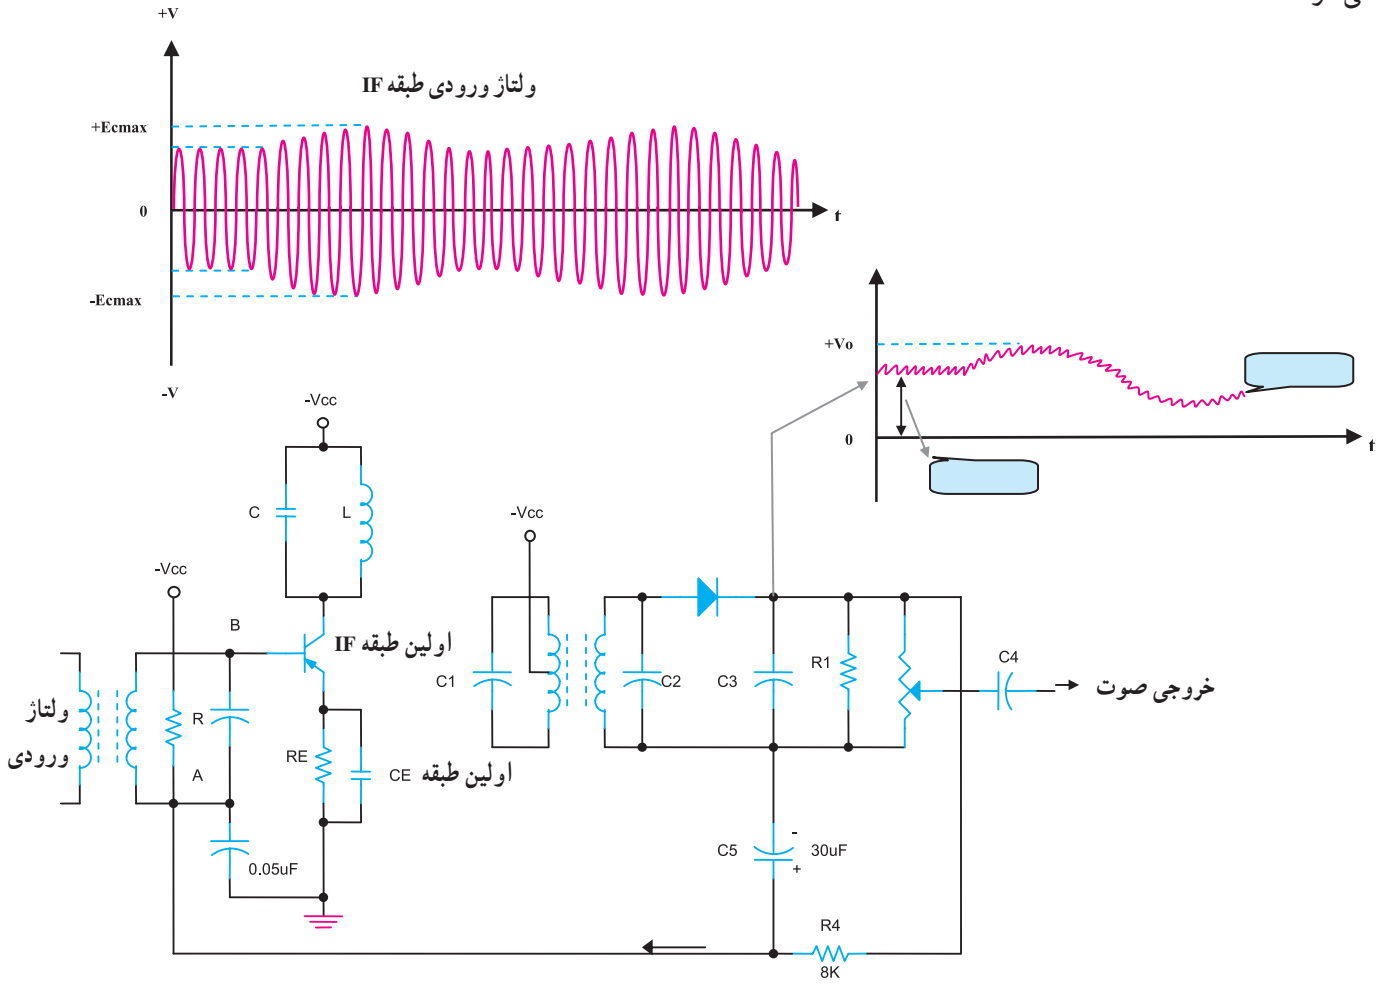 +V
ولتاژ ورودی طبقه IF
+Ecmax
0
t
-Ecmax
-V
+Vo
0
t
-Vcc
C
L
-Vcc
-Vcc
B
اولین طبقه IF
R
A
ولتاژ
ورودی
RE
CE
اولین طبقه
0.05uF
C1
C2
C3
R1
C4
خروجی صوت
C5
-
30uF
+
R4
8K